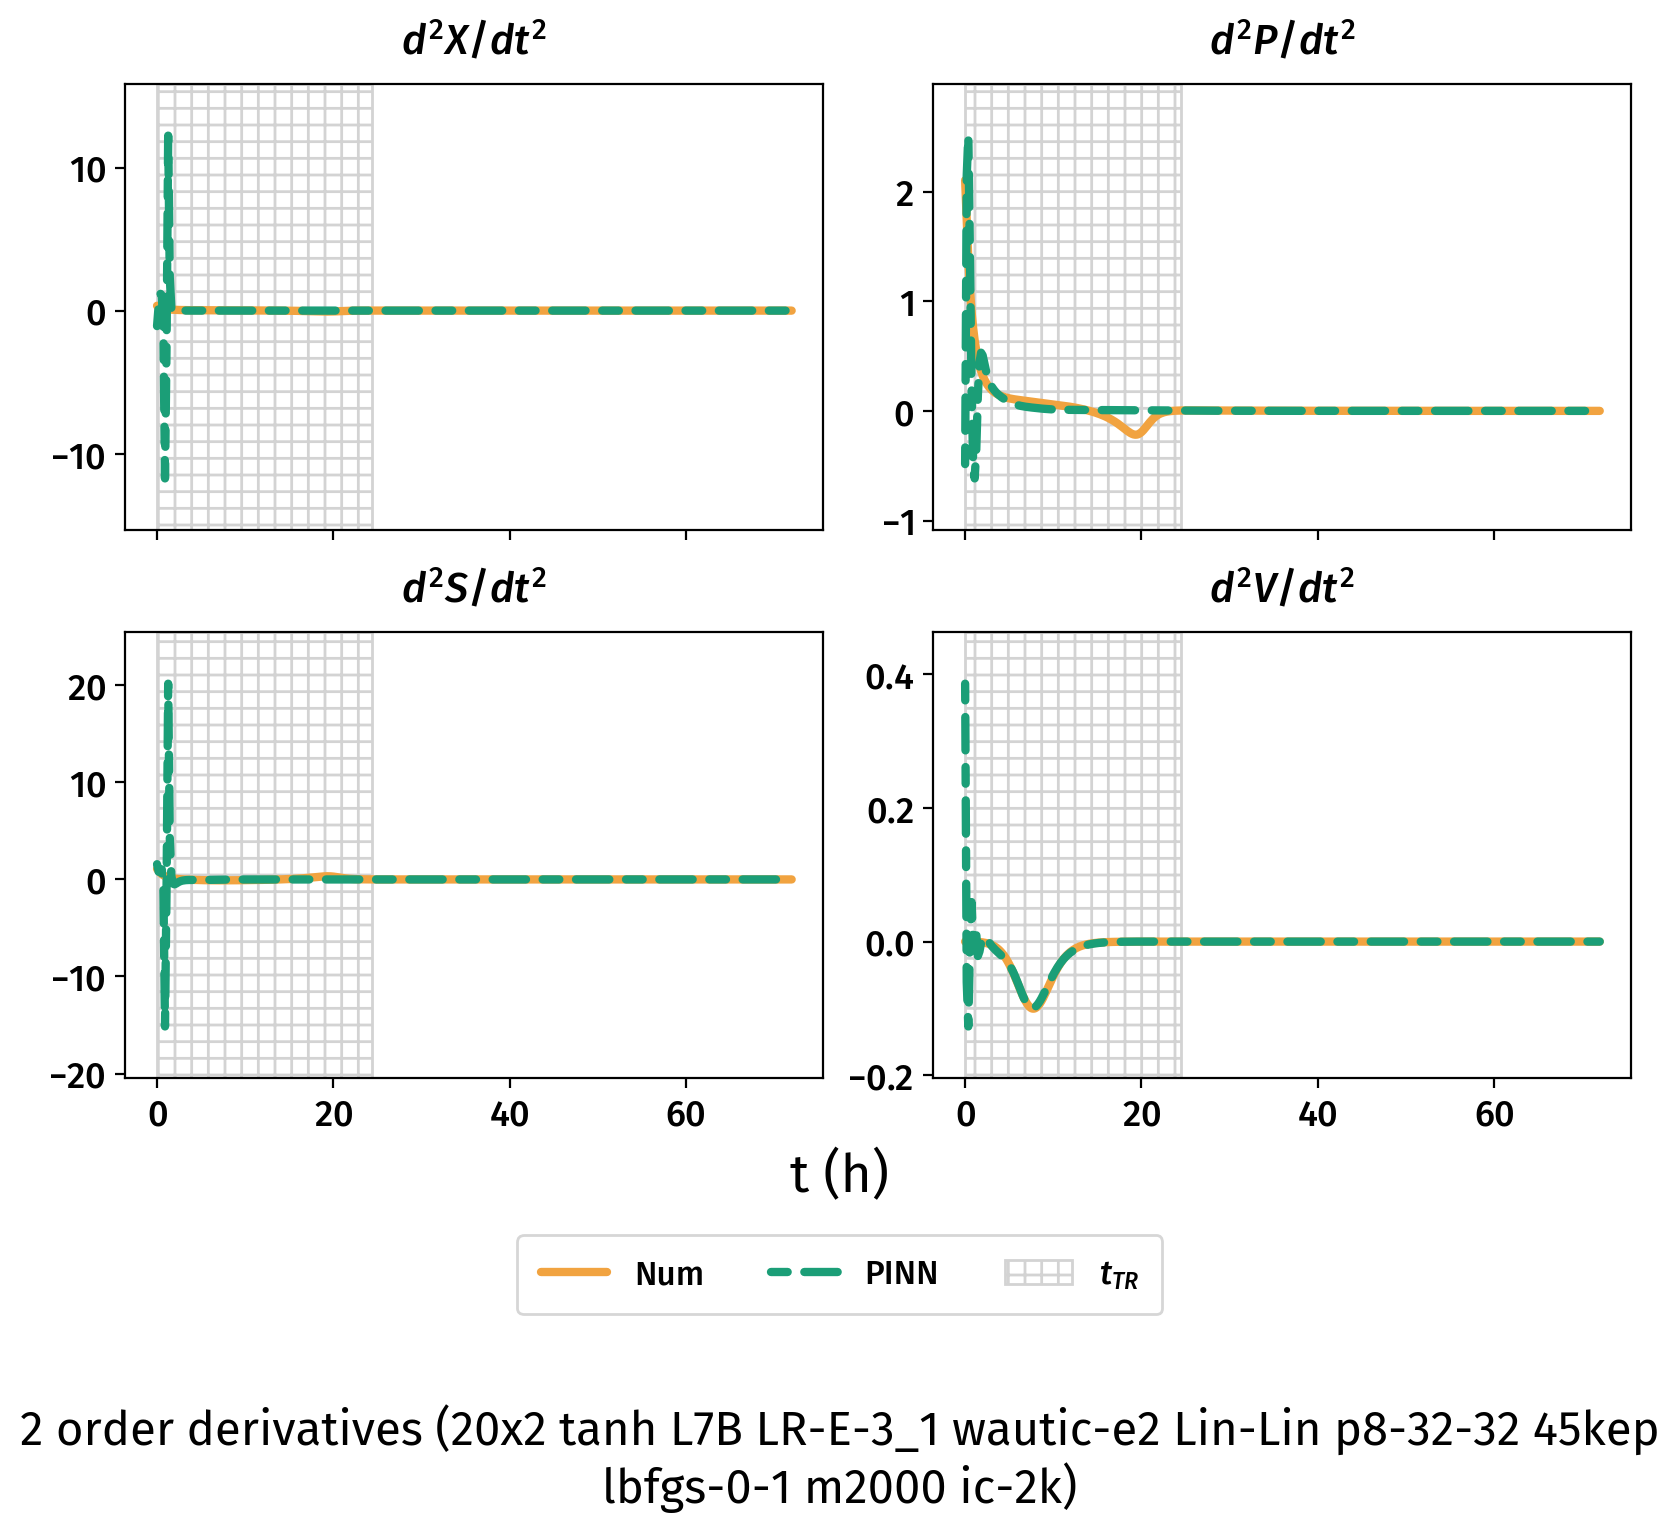 d²X/dt²
d²P/dt²
10
0
−10
2
1
0
−1
d²S/dt²
d²V/dt²
20
10
0
−10
−20
0.4
0.2
0.0
−0.2
0 20 40 60
0 20 40 60
t (h)
Num PINN t_TR
2 order derivatives (20x2 tanh L7B LR-E-3_1 wautic-e2 Lin-Lin p8-32-32 45kep
lbfgs-0-1 m2000 ic-2k)